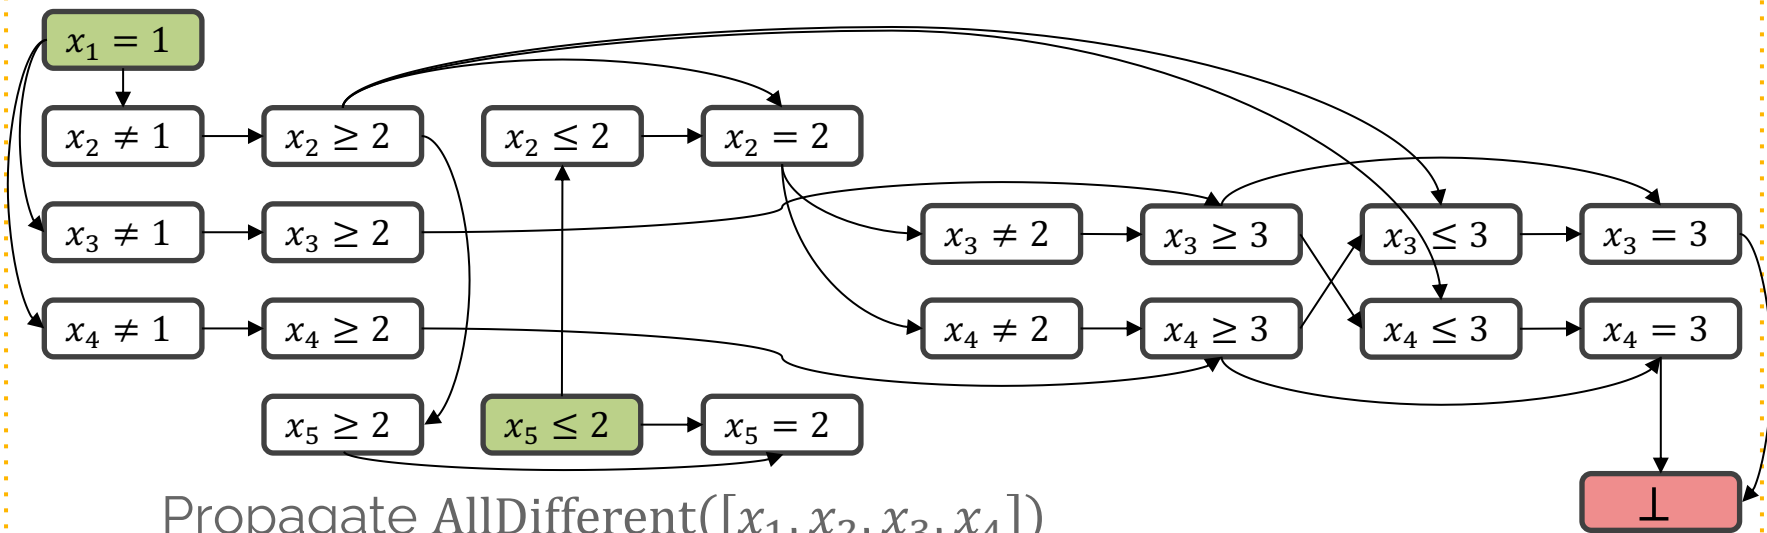 x₁ = 1
x₂ ≠ 1 x₂ ≥ 2 x₂ ≤ 2 x₂ = 2
x₃ ≠ 1 x₃ ≥ 2 x₃ ≠ 2 x₃ ≥ 3 x₃ ≤ 3 x₃ = 3
x₄ ≠ 1 x₄ ≥ 2 x₄ ≠ 2 x₄ ≥ 3 x₄ ≤ 3 x₄ = 3
x₅ ≥ 2 x₅ ≤ 2 x₅ = 2
⊥
Propagate AllDifferent([x₁, x₂, x₃, x₄])